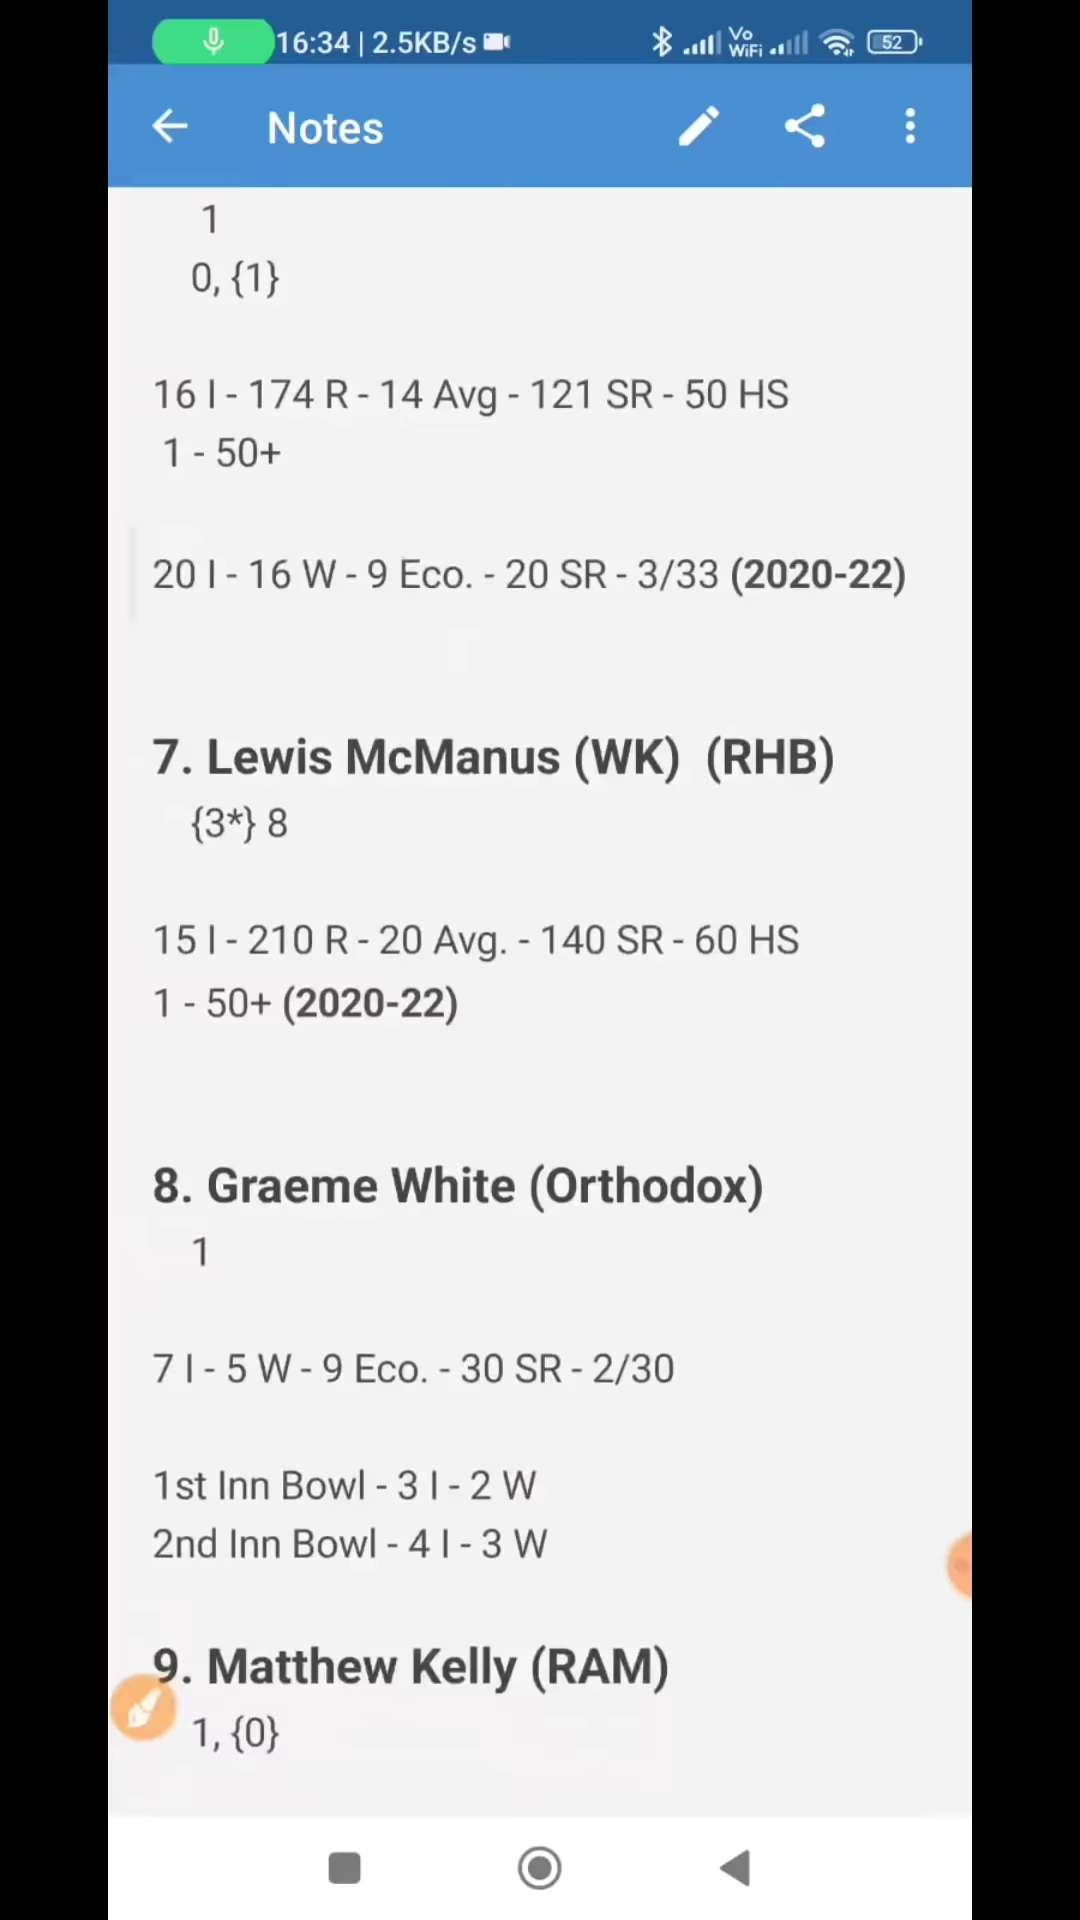 16:34 | 2.5KB/s
Vo
WiFi
52
Notes
1
0, {1}
16 I - 174 R - 14 Avg - 121 SR - 50 HS
1 - 50+
20 I - 16 W - 9 Eco. - 20 SR - 3/33 (2020-22)
7. Lewis McManus (WK) (RHB)
{3*} 8
15 I - 210 R - 20 Avg. - 140 SR - 60 HS
1 - 50+ (2020-22)
8. Graeme White (Orthodox)
1
7 I - 5 W - 9 Eco. - 30 SR - 2/30
1st Inn Bowl - 3 I - 2 W
2nd Inn Bowl - 4 I - 3 W
9. Matthew Kelly (RAM)
1, {0}